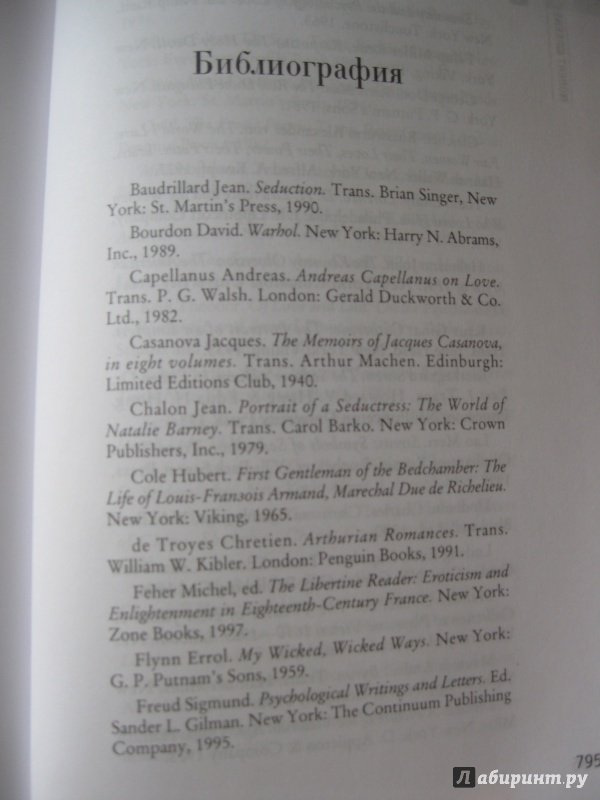 Библиография
Baudrillard Jean. Seduction. Trans. Brian Singer, New
York: St. Martin's Press, 1990.
Bourdon David. Warhol. New York: Harry N. Abrams,
Inc., 1989.
Capellanus Andreas. Andreas Capellanus on Love.
Trans. P. G. Walsh. London: Gerald Duckworth & Co.
Ltd., 1982.
Casanova Jacques. The Memoirs of Jacques Casanova,
in eight volumes. Trans. Arthur Machen. Edinburgh:
Limited Editions Club, 1940.
Chalon Jean. Portrait of a Seductress: The World of
Natalie Barney. Trans. Carol Barko. New York: Crown
Publishers, Inc., 1979.
Cole Hubert. First Gentleman of the Bedchamber: The
Life of Louis-Fransois Armand, Marechal Due de Richelieu.
New York: Viking, 1965.
de Troyes Chretien. Arthurian Romances. Trans.
William W. Kibler. London: Penguin Books, 1991.
Feher Michel, ed. The Libertine Reader: Eroticism and
Enlightenment in Eighteenth-Century France. New York:
Zone Books, 1997.
Flynn Errol. My Wicked, Wicked Ways. New York:
G. P. Putnam's Sons, 1959.
Freud Sigmund. Psychological Writings and Letters. Ed.
Sander L. Gilman. New York: The Continuum Publishing
Company, 1995.
795
Лабиринт.ру